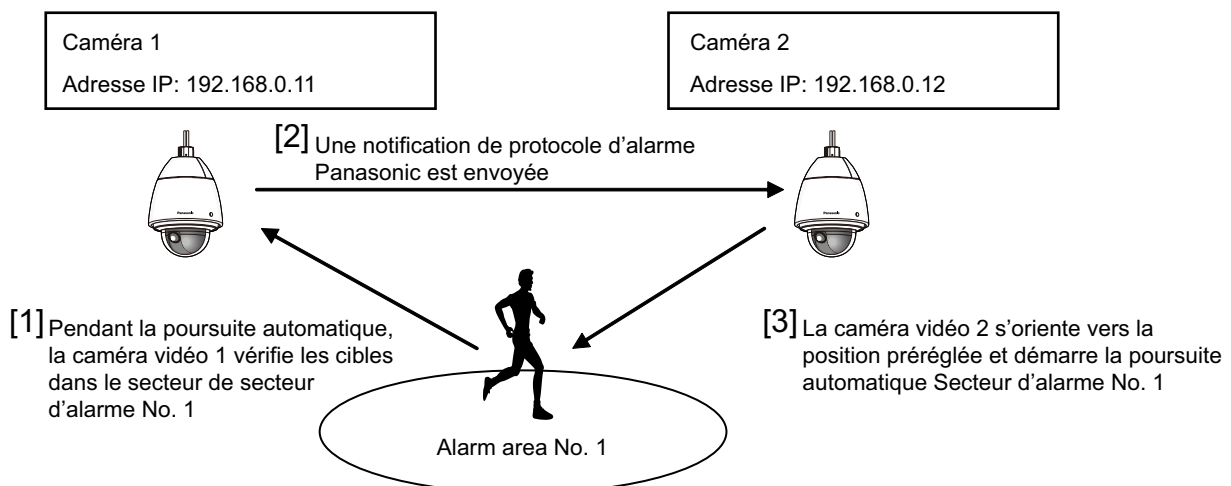 Caméra 1
Adresse IP: 192.168.0.11
Caméra 2
Adresse IP: 192.168.0.12
[2] Une notification de protocole d'alarme
Panasonic est envoyée
Panasonic
Panasonic
[1] Pendant la poursuite automatique,
la caméra vidéo 1 vérifie les cibles
dans le secteur de secteur
d'alarme No. 1
[3] La caméra vidéo 2 s'oriente vers la
position préréglée et démarre la poursuite
automatique Secteur d'alarme No. 1
Alarm area No. 1